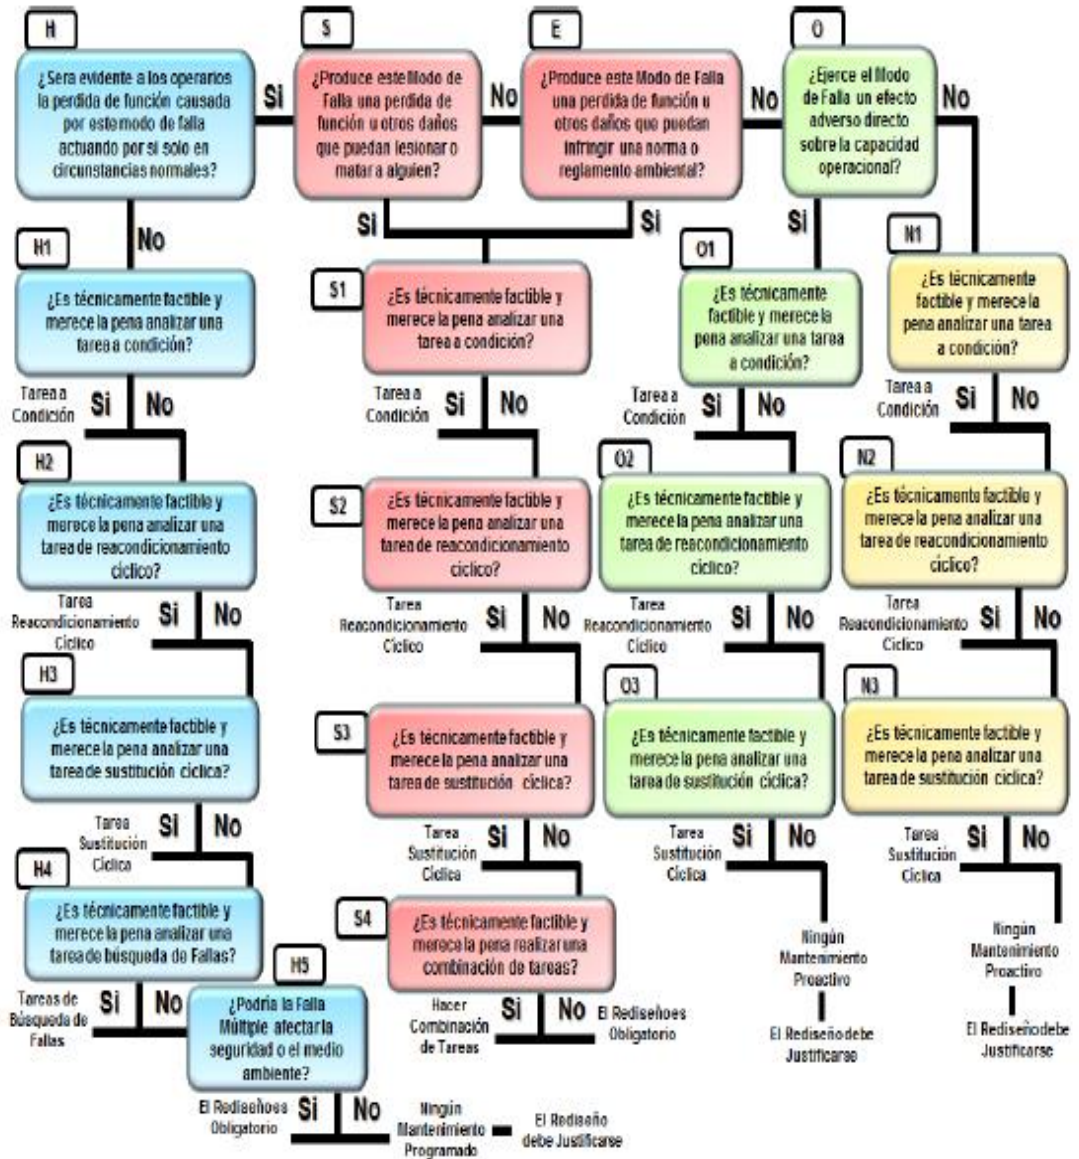 H
¿Sera evidente a los operarios
la perdida de función causada
por este modo de falla
actuando por si solo en
circunstancias normales?
Si
S
¿Produce este Modo de
Falla una perdida de
función u otros daños
que puedan lesionar o
matar a alguien?
No
E
¿Produce este Modo de Falla
una perdida de función u
otros daños que puedan
infringir una norma o
reglamento ambiental?
No
O
¿Ejerce el Modo
de Falla un efecto
adverso directo
sobre la capacidad
operacional?
No
No
Si
Si
Si
H1
¿Es técnicamente factible y
merece la pena analizar una
tarea a condición?
Tarea a
Condición
Si
No
S1
¿Es técnicamente factible y
merece la pena analizar una
tarea a condición?
Tarea a
Condición
Si
No
O1
¿Es técnicamente
factible y merece la
pena analizar una tarea
a condición?
Tarea a
Condición
Si
No
N1
¿Es técnicamente
factible y merece la
pena analizar una tarea
a condición?
Tarea a
Condición
Si
No
H2
¿Es técnicamente factible y
merece la pena analizar una
tarea de reacondicionamiento
cíclico?
Tarea
Reacondicionamiento
Cíclico
Si
No
S2
¿Es técnicamente factible y
merece la pena analizar una
tarea de reacondicionamiento
cíclico?
Tarea
Reacondicionamiento
Cíclico
Si
No
O2
¿Es técnicamente factible y
merece la pena analizar una
tarea de reacondicionamiento
cíclico?
Tarea
Reacondicionamiento
Cíclico
Si
No
N2
¿Es técnicamente factible y
merece la pena analizar una
tarea de reacondicionamiento
cíclico?
Tarea
Reacondicionamiento
Cíclico
Si
No
H3
¿Es técnicamente factible y
merece la pena analizar una
tarea de sustitución cíclica?
Tarea
Sustitución
Cíclica
Si
No
S3
¿Es técnicamente factible y
merece la pena analizar una
tarea de sustitución cíclica?
Tarea
Sustitución
Cíclica
Si
No
O3
¿Es técnicamente factible y
merece la pena analizar una
tarea de sustitución cíclica?
Tarea
Sustitución
Cíclica
Si
No
N3
¿Es técnicamente factible y
merece la pena analizar una
tarea de sustitución cíclica?
Tarea
Sustitución
Cíclica
Si
No
H4
¿Es técnicamente factible y
merece la pena analizar una
tarea de búsqueda de Fallas?
Tareas de
Búsqueda de
Fallas
Si
No
S4
¿Es técnicamente factible y
merece la pena realizar una
combinación de tareas?
Hacer
Combinación
de Tareas
Si
No
El Rediseñoes
Obligatorio
Ningún
Mantenimiento
Proactivo
El Rediseñodebe
Justificarse
Ningún
Mantenimiento
Proactivo
El Rediseñodebe
Justificarse
H5
¿Podría la Falla
Múltiple afectar la
seguridad o el medio
ambiente?
El Rediseñoes
Obligatorio
Si
No
Ningún
Mantenimiento
Programado
El Rediseño
debe Justificarse